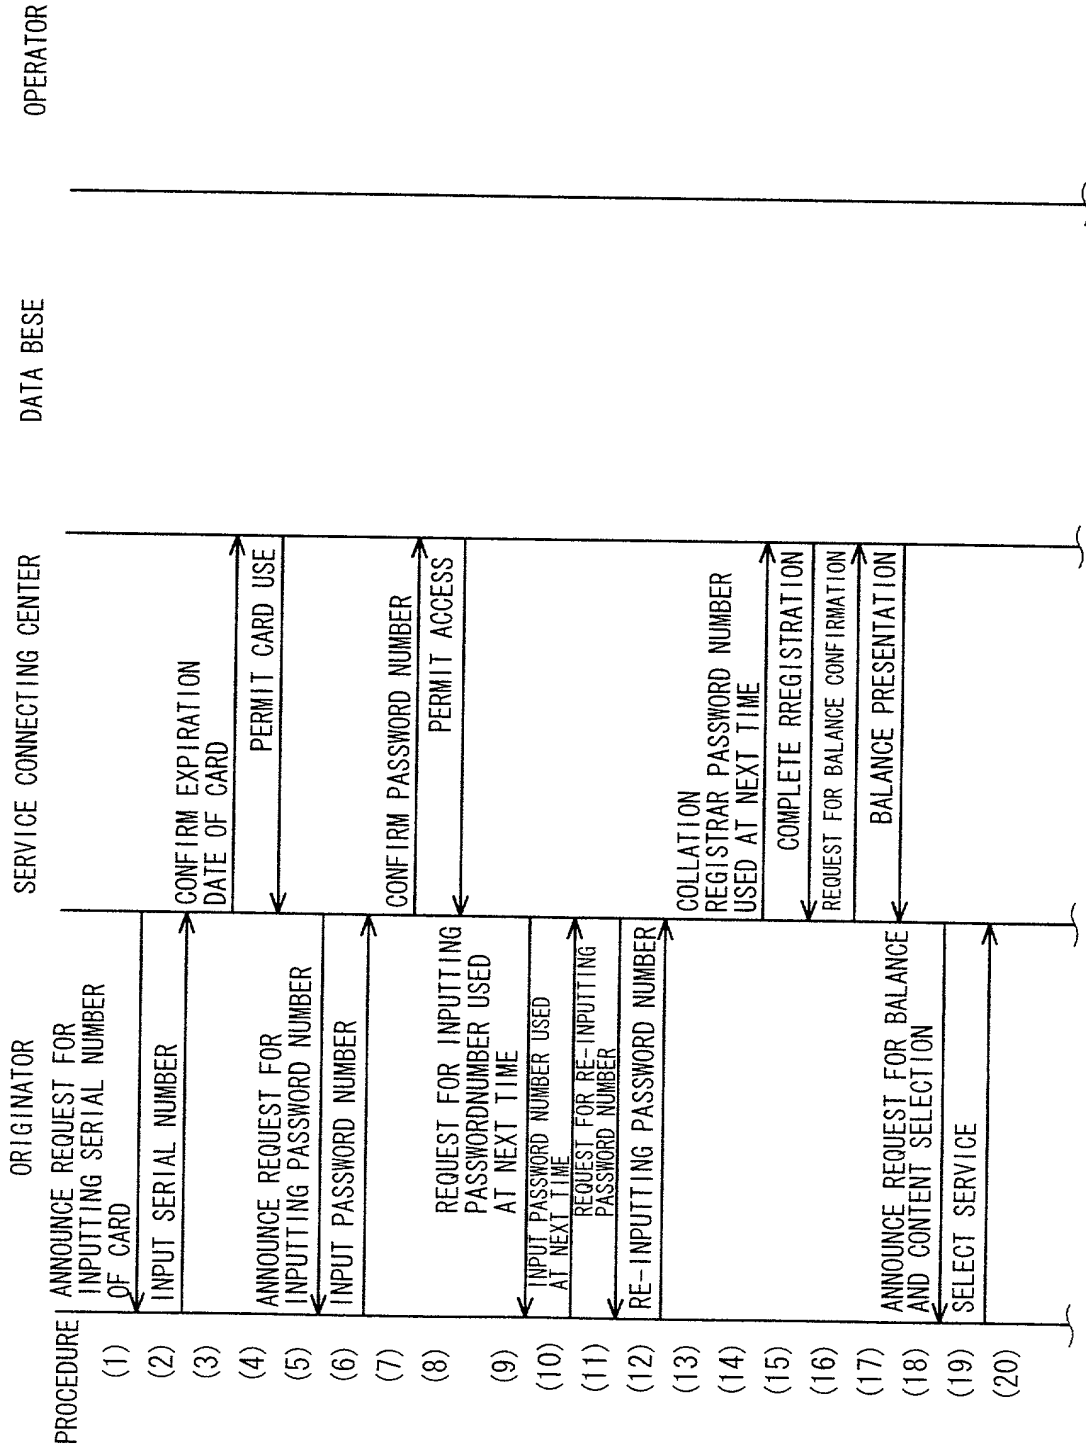 PROCEDURE
ORIGINATOR
SERVICE CONNECTING CENTER
DATA BESE
OPERATOR
(1)
ANNOUNCE REQUEST FOR
INPUTTING SERIAL NUMBER
OF CARD
(2)
INPUT SERIAL NUMBER
(3)
CONFIRM EXPIRATION
DATE OF CARD
(4)
PERMIT CARD USE
(5)
ANNOUNCE REQUEST FOR
INPUTTING PASSWORD NUMBER
(6)
INPUT PASSWORD NUMBER
(7)
CONFIRM PASSWORD NUMBER
(8)
PERMIT ACCESS
(9)
REQUEST FOR INPUTTING
PASSWORDNUMBER USED
AT NEXT TIME
(10)
INPUT PASSWORD NUMBER USED
AT NEXT TIME
(11)
REQUEST FOR RE-INPUTTING
PASSWORD NUMBER
(12)
RE-INPUTTING PASSWORD NUMBER
(13)
COLLATION
(14)
REGISTRAR PASSWORD NUMBER
USED AT NEXT TIME
(15)
COMPLETE RREGISTRATION
(16)
REQUEST FOR BALANCE CONFIRMATION
(17)
BALANCE PRESENTATION
(18)
ANNOUNCE REQUEST FOR BALANCE
AND CONTENT SELECTION
(19)
SELECT SERVICE
(20)